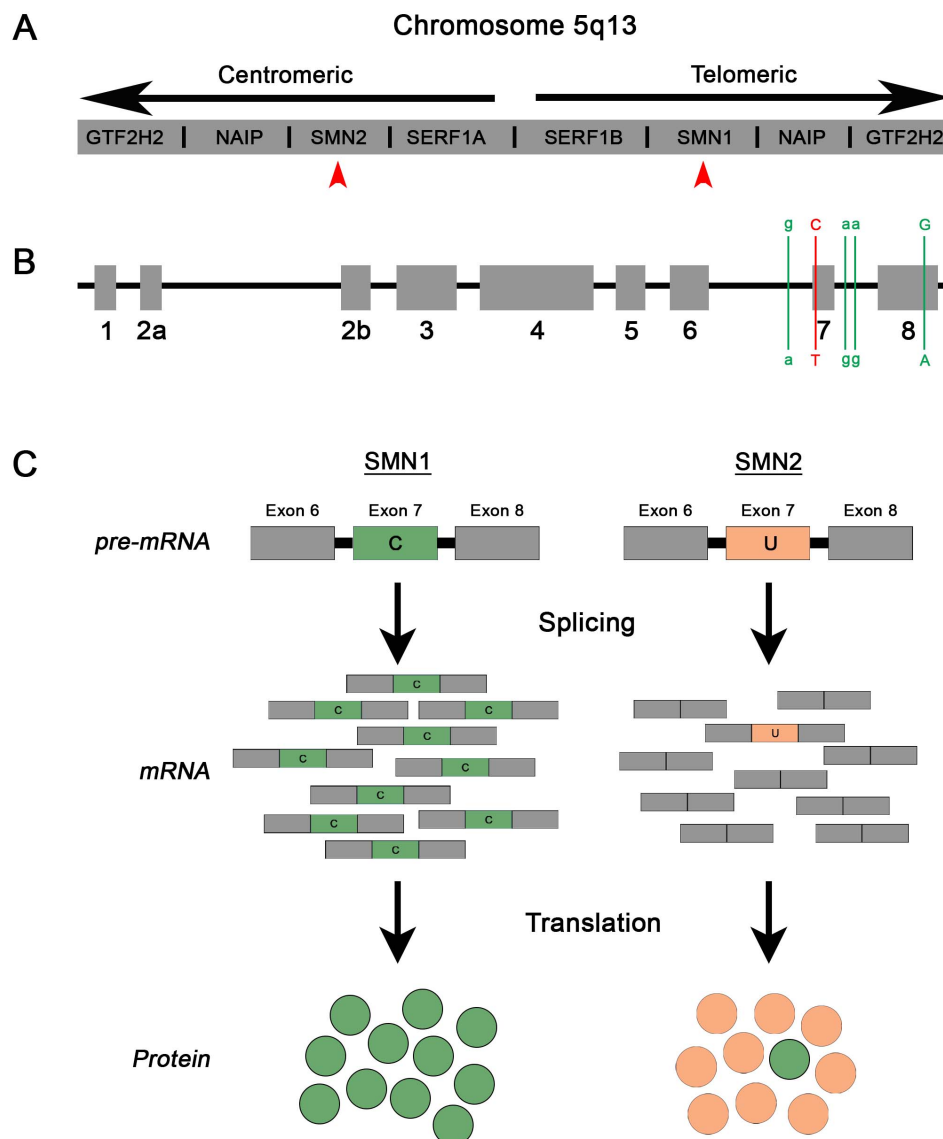 A
Chromosome 5q13
Centromeric Telomeric
GTF2H2 | NAIP | SMN2 | SERF1A | SERF1B | SMN1 | NAIP | GTF2H2
g C a a G
B
1 2a 2b 3 4 5 6 7 8
a T g g A
C
SMN1 SMN2
Exon 6 Exon 7 Exon 8 Exon 6 Exon 7 Exon 8
pre-mRNA C U
Splicing
C
C C
C U
C
mRNA C
C
C C
C
Translation
Protein